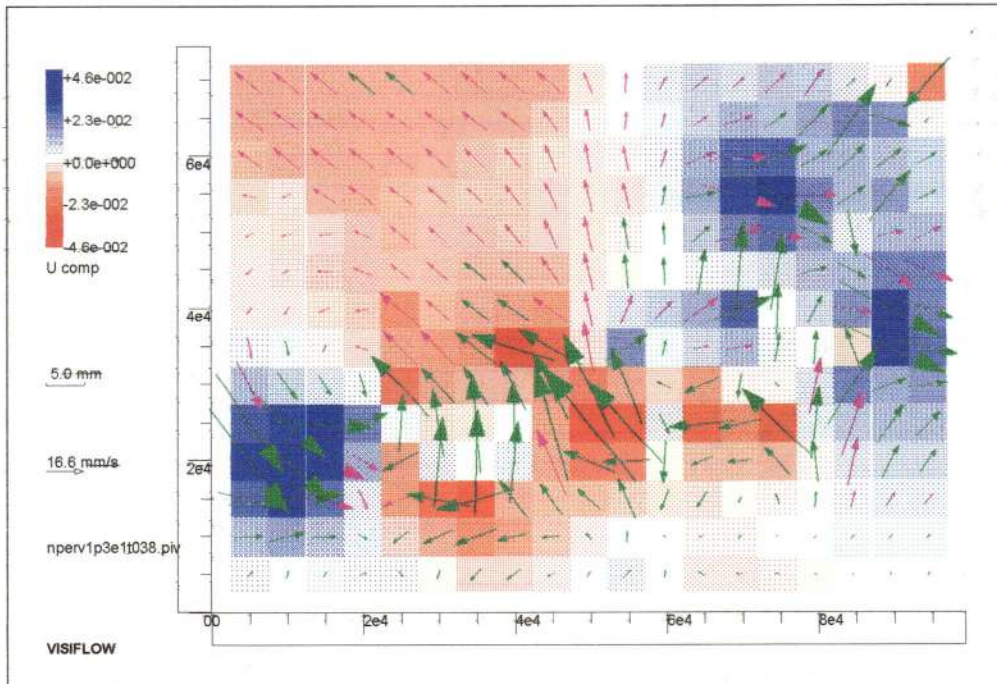 +4.6e-002
+2.3e-002
+0.0e+000
-2.3e-002
-4.6e-002
U comp
5.0 mm
16.6 mm/s
nperv1p3e1t038.piv
VISIFLOW
6e4
4e4
2e4
00
2e4
4e4
6e4
8e4